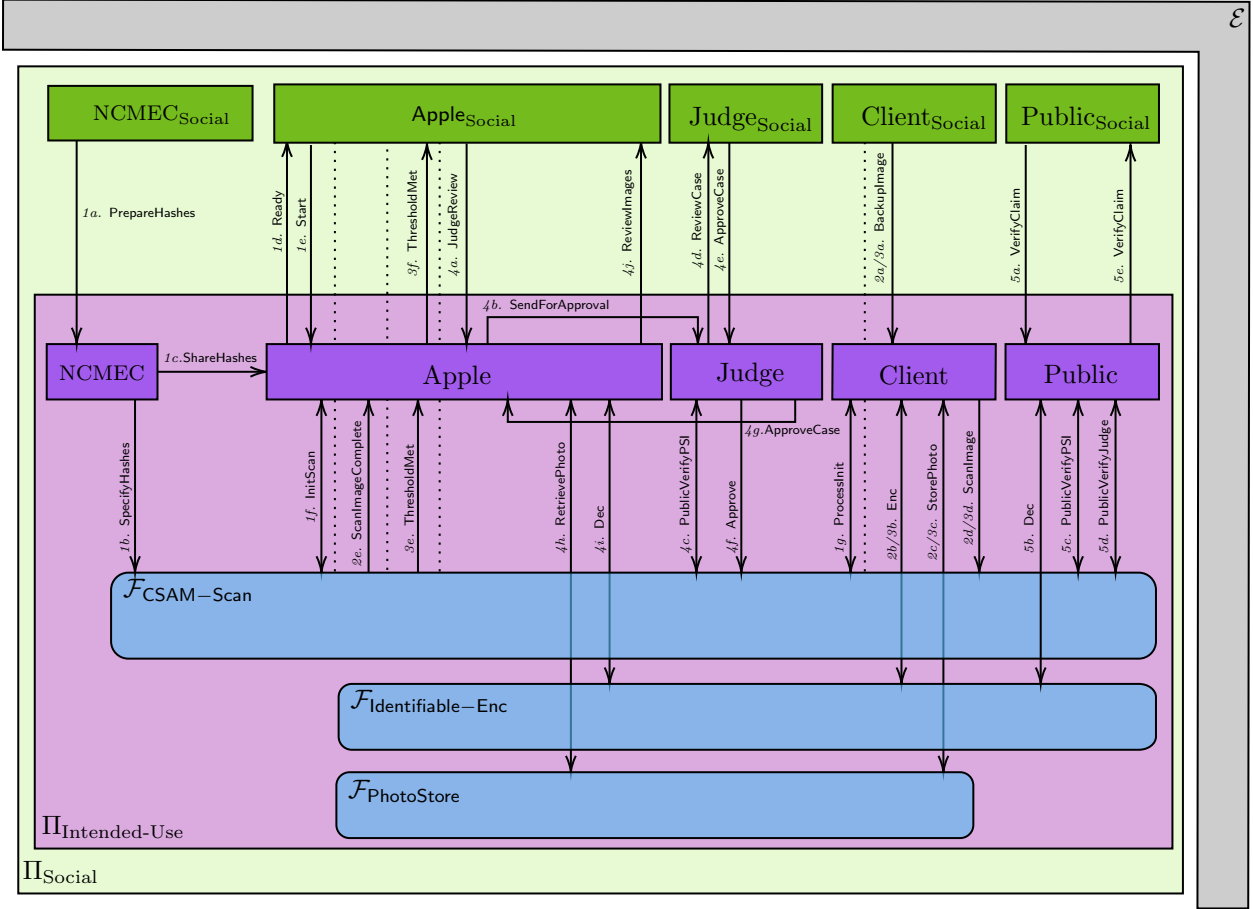 ℰ
NCMEC_Social
Apple_Social
Judge_Social
Client_Social
Public_Social
1a. PrepareHashes
1d. Ready
1e. Start
3f. ThresholdMet
4a. JudgeReview
4j. ReviewImages
4d. ReviewCase
4e. ApproveCase
2a/3a. BackupImage
5a. VerifyClaim
5e. VerifyClaim
4b. SendForApproval
1c.ShareHashes
NCMEC
Apple
Judge
Client
Public
4g.ApproveCase
1b. SpecifyHashes
1f. InitScan
2e. ScanImageComplete
3e. ThresholdMet
4h. RetrievePhoto
4i. Dec
4c. PublicVerifyPSI
4f. Approve
1g. ProcessInit
2b/3b. Enc
2c/3c. StorePhoto
2d/3d. ScanImage
5b. Dec
5c. PublicVerifyPSI
5d. PublicVerifyJudge
ℱ_CSAM−Scan
ℱ_Identifiable−Enc
ℱ_PhotoStore
Π_Intended-Use
Π_Social